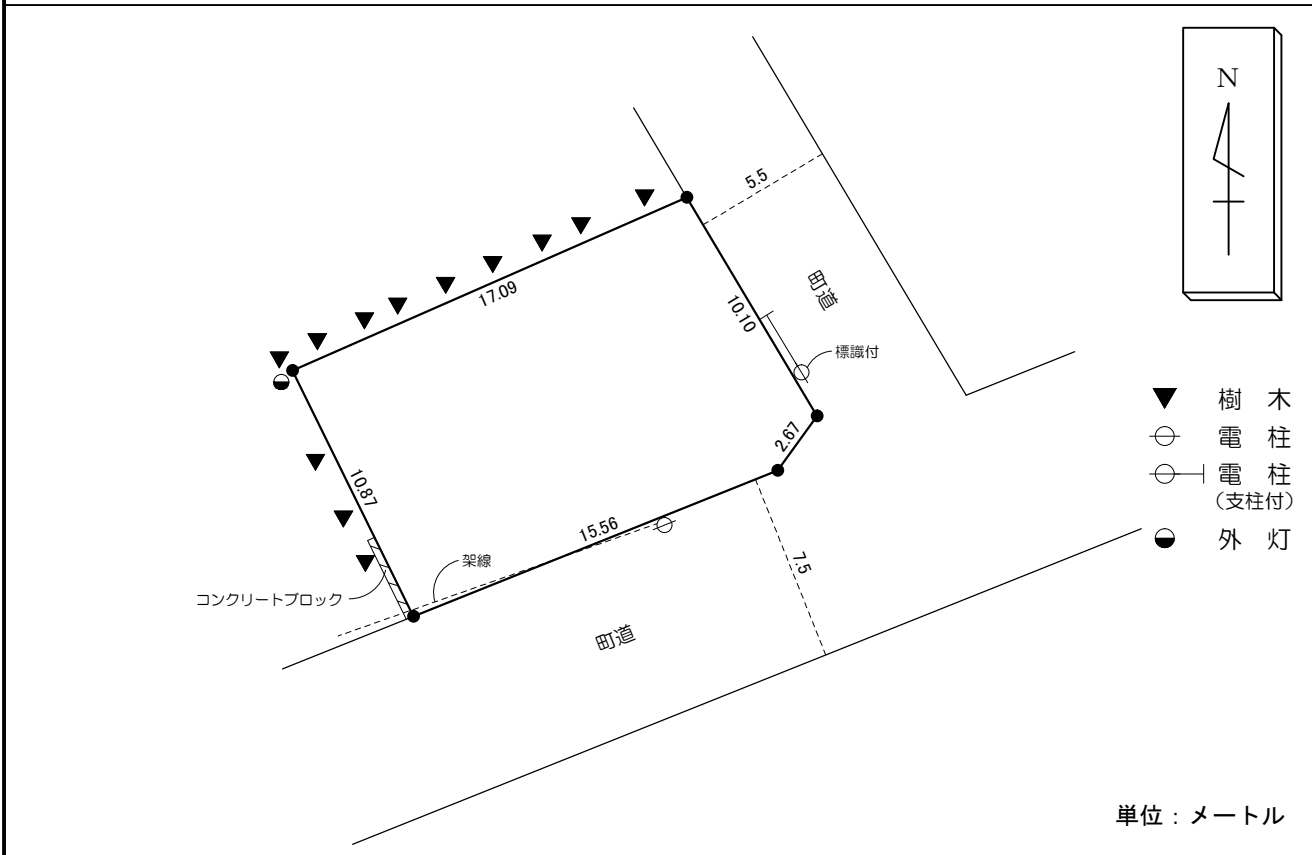 N
5.5
町道
17.09
10.10
標識付
2.67
10.87
15.56
架線
7.5
コンクリートブロック
町道
樹 木
電 柱
電 柱
(支柱付)
外 灯
単位：メートル